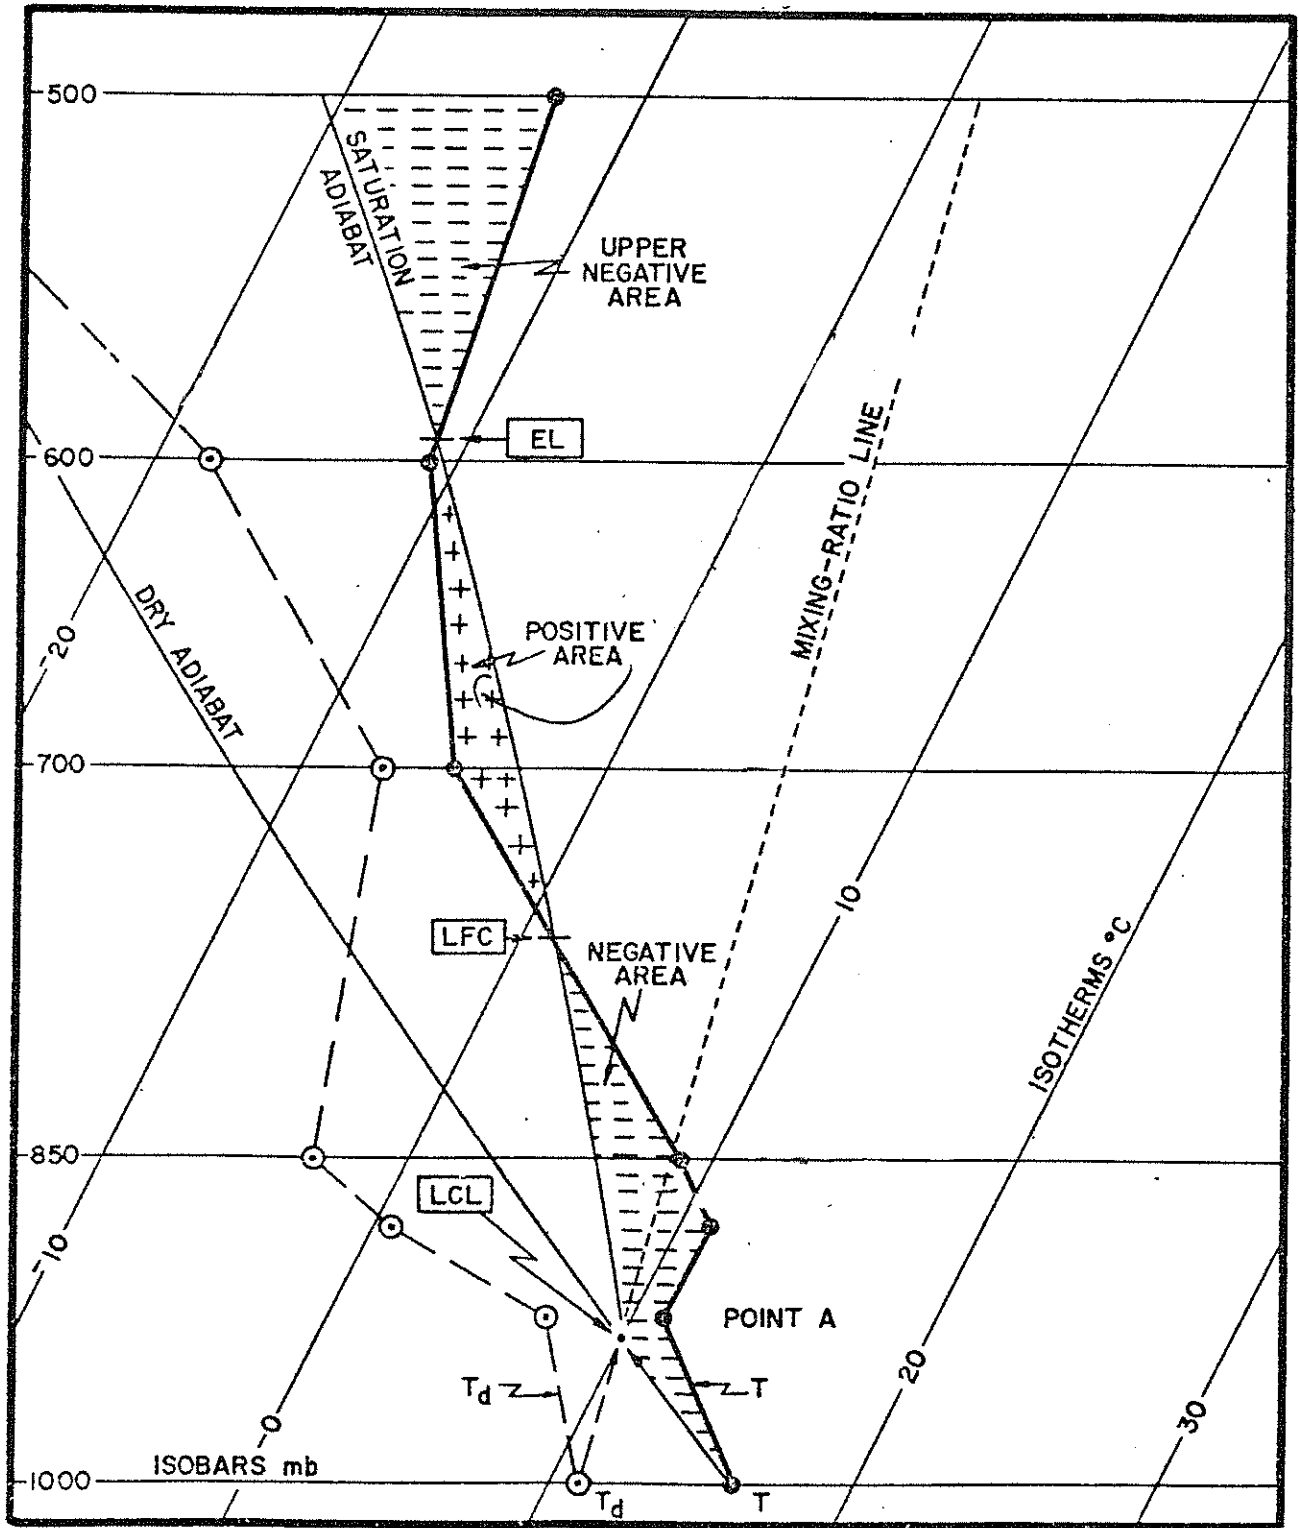 500
SATURATION
ADIABAT
UPPER
NEGATIVE
AREA
EL
600
MIXING-RATIO LINE
-20
DRY ADIABAT
POSITIVE
AREA
700
10
LFC
NEGATIVE
AREA
ISOTHERMS °C
850
LCL
-10
POINT A
20
Td
T
0
30
ISOBARS mb
1000
Td
T